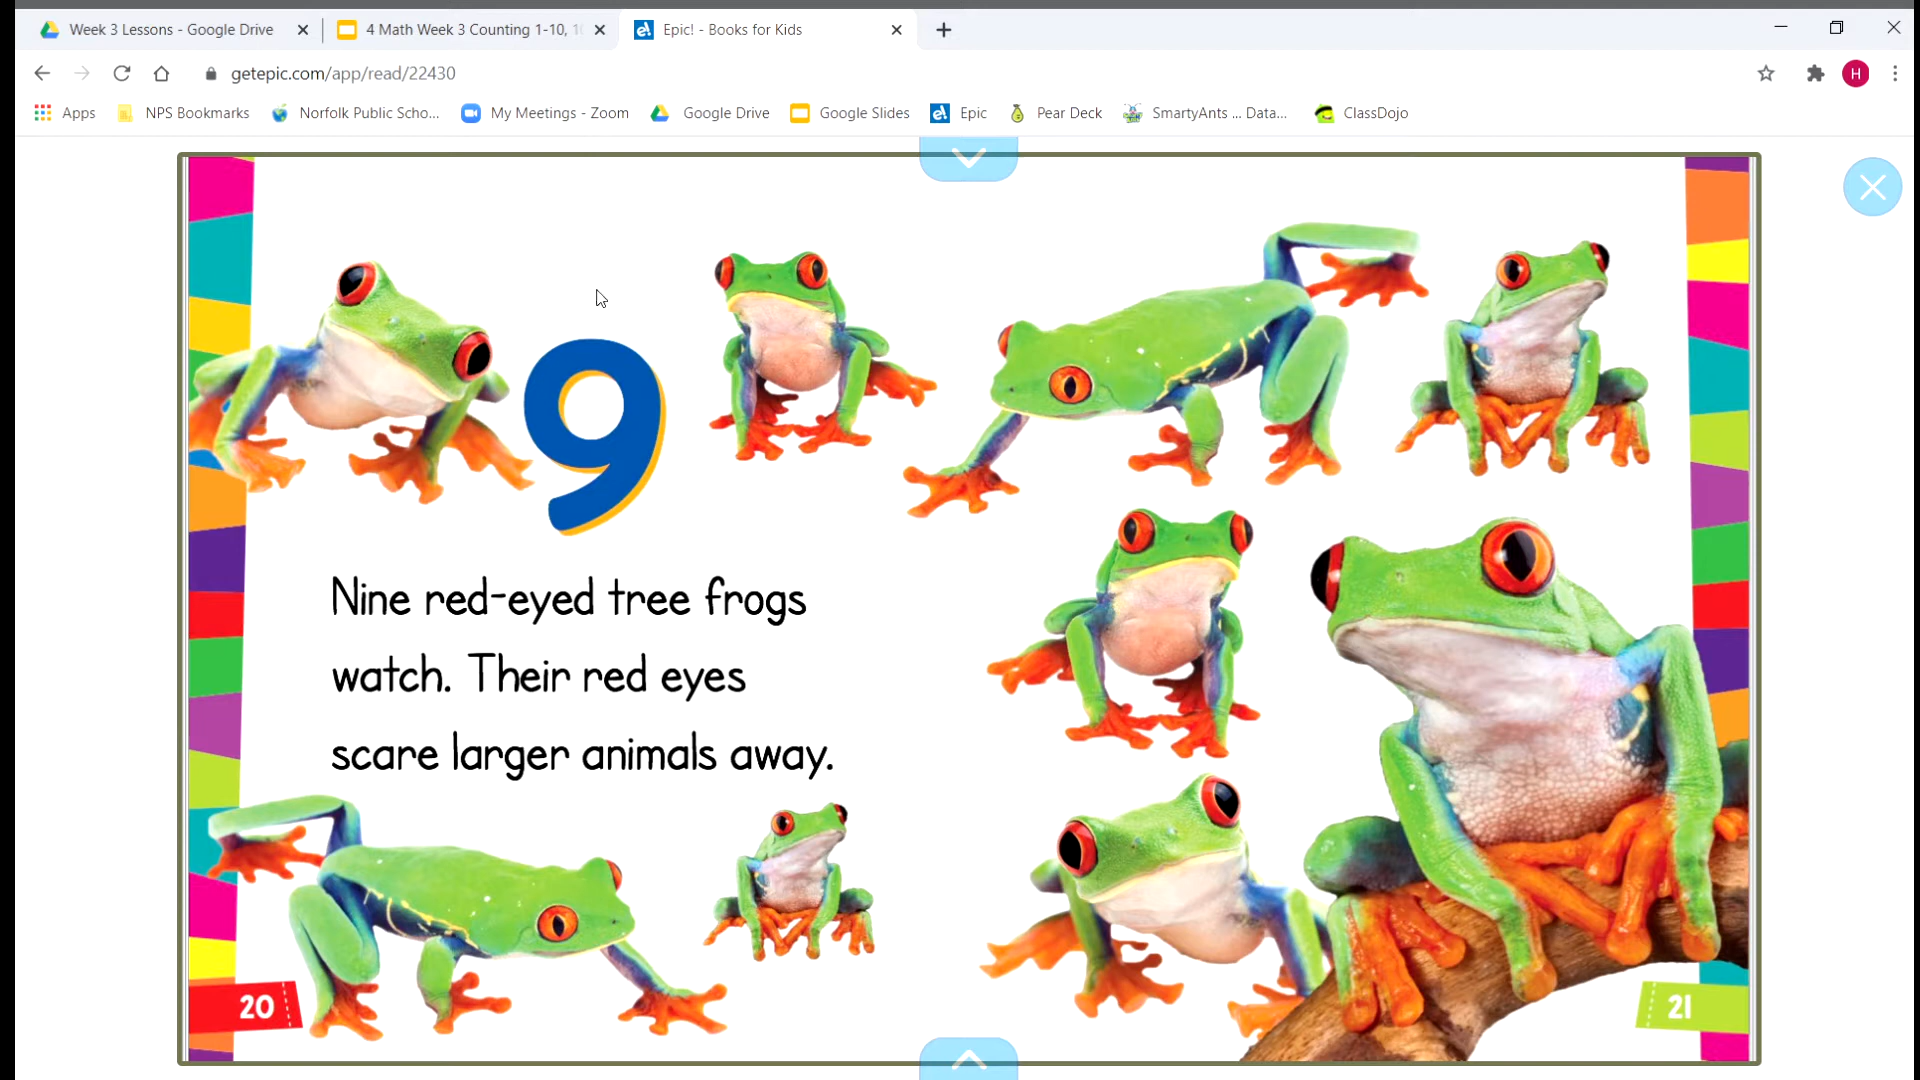 Week 3 Lessons - Google Drive
4 Math Week 3 Counting 1-10, 1
Epic! - Books for Kids
getepic.com/app/read/22430
H
Apps
NPS Bookmarks
Norfolk Public Scho...
My Meetings - Zoom
Google Drive
Google Slides
Epic
Pear Deck
SmartyAnts ... Data...
ClassDojo
9
Nine red-eyed tree frogs
watch. Their red eyes
scare larger animals away.
20
21